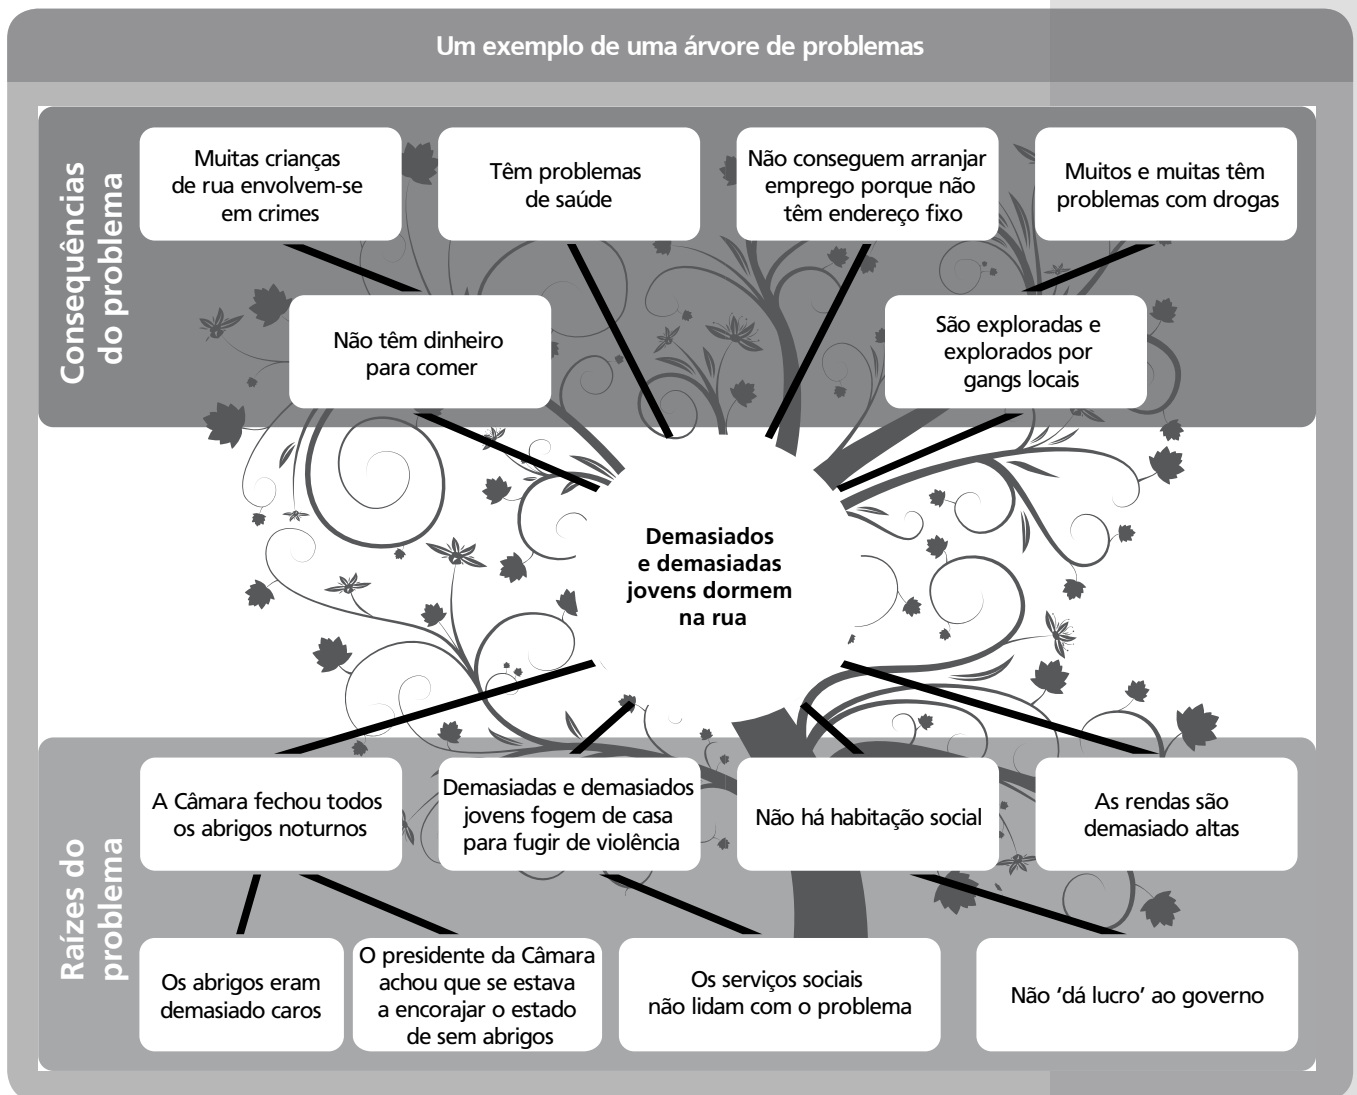 Um exemplo de uma árvore de problemas
Consequências
do problema
Muitas crianças
de rua envolvem-se
em crimes
Têm problemas
de saúde
Não conseguem arranjar
emprego porque não
têm endereço fixo
Muitos e muitas têm
problemas com drogas
Não têm dinheiro
para comer
São exploradas e
explorados por
gangs locais
Demasiados
e demasiadas
jovens dormem
na rua
Raízes do
problema
A Câmara fechou todos
os abrigos noturnos
Demasiadas e demasiados
jovens fogem de casa
para fugir de violência
Não há habitação social
As rendas são
demasiado altas
Os abrigos eram
demasiado caros
O presidente da Câmara
achou que se estava
a encorajar o estado
de sem abrigos
Os serviços sociais
não lidam com o problema
Não ‘dá lucro’ ao governo